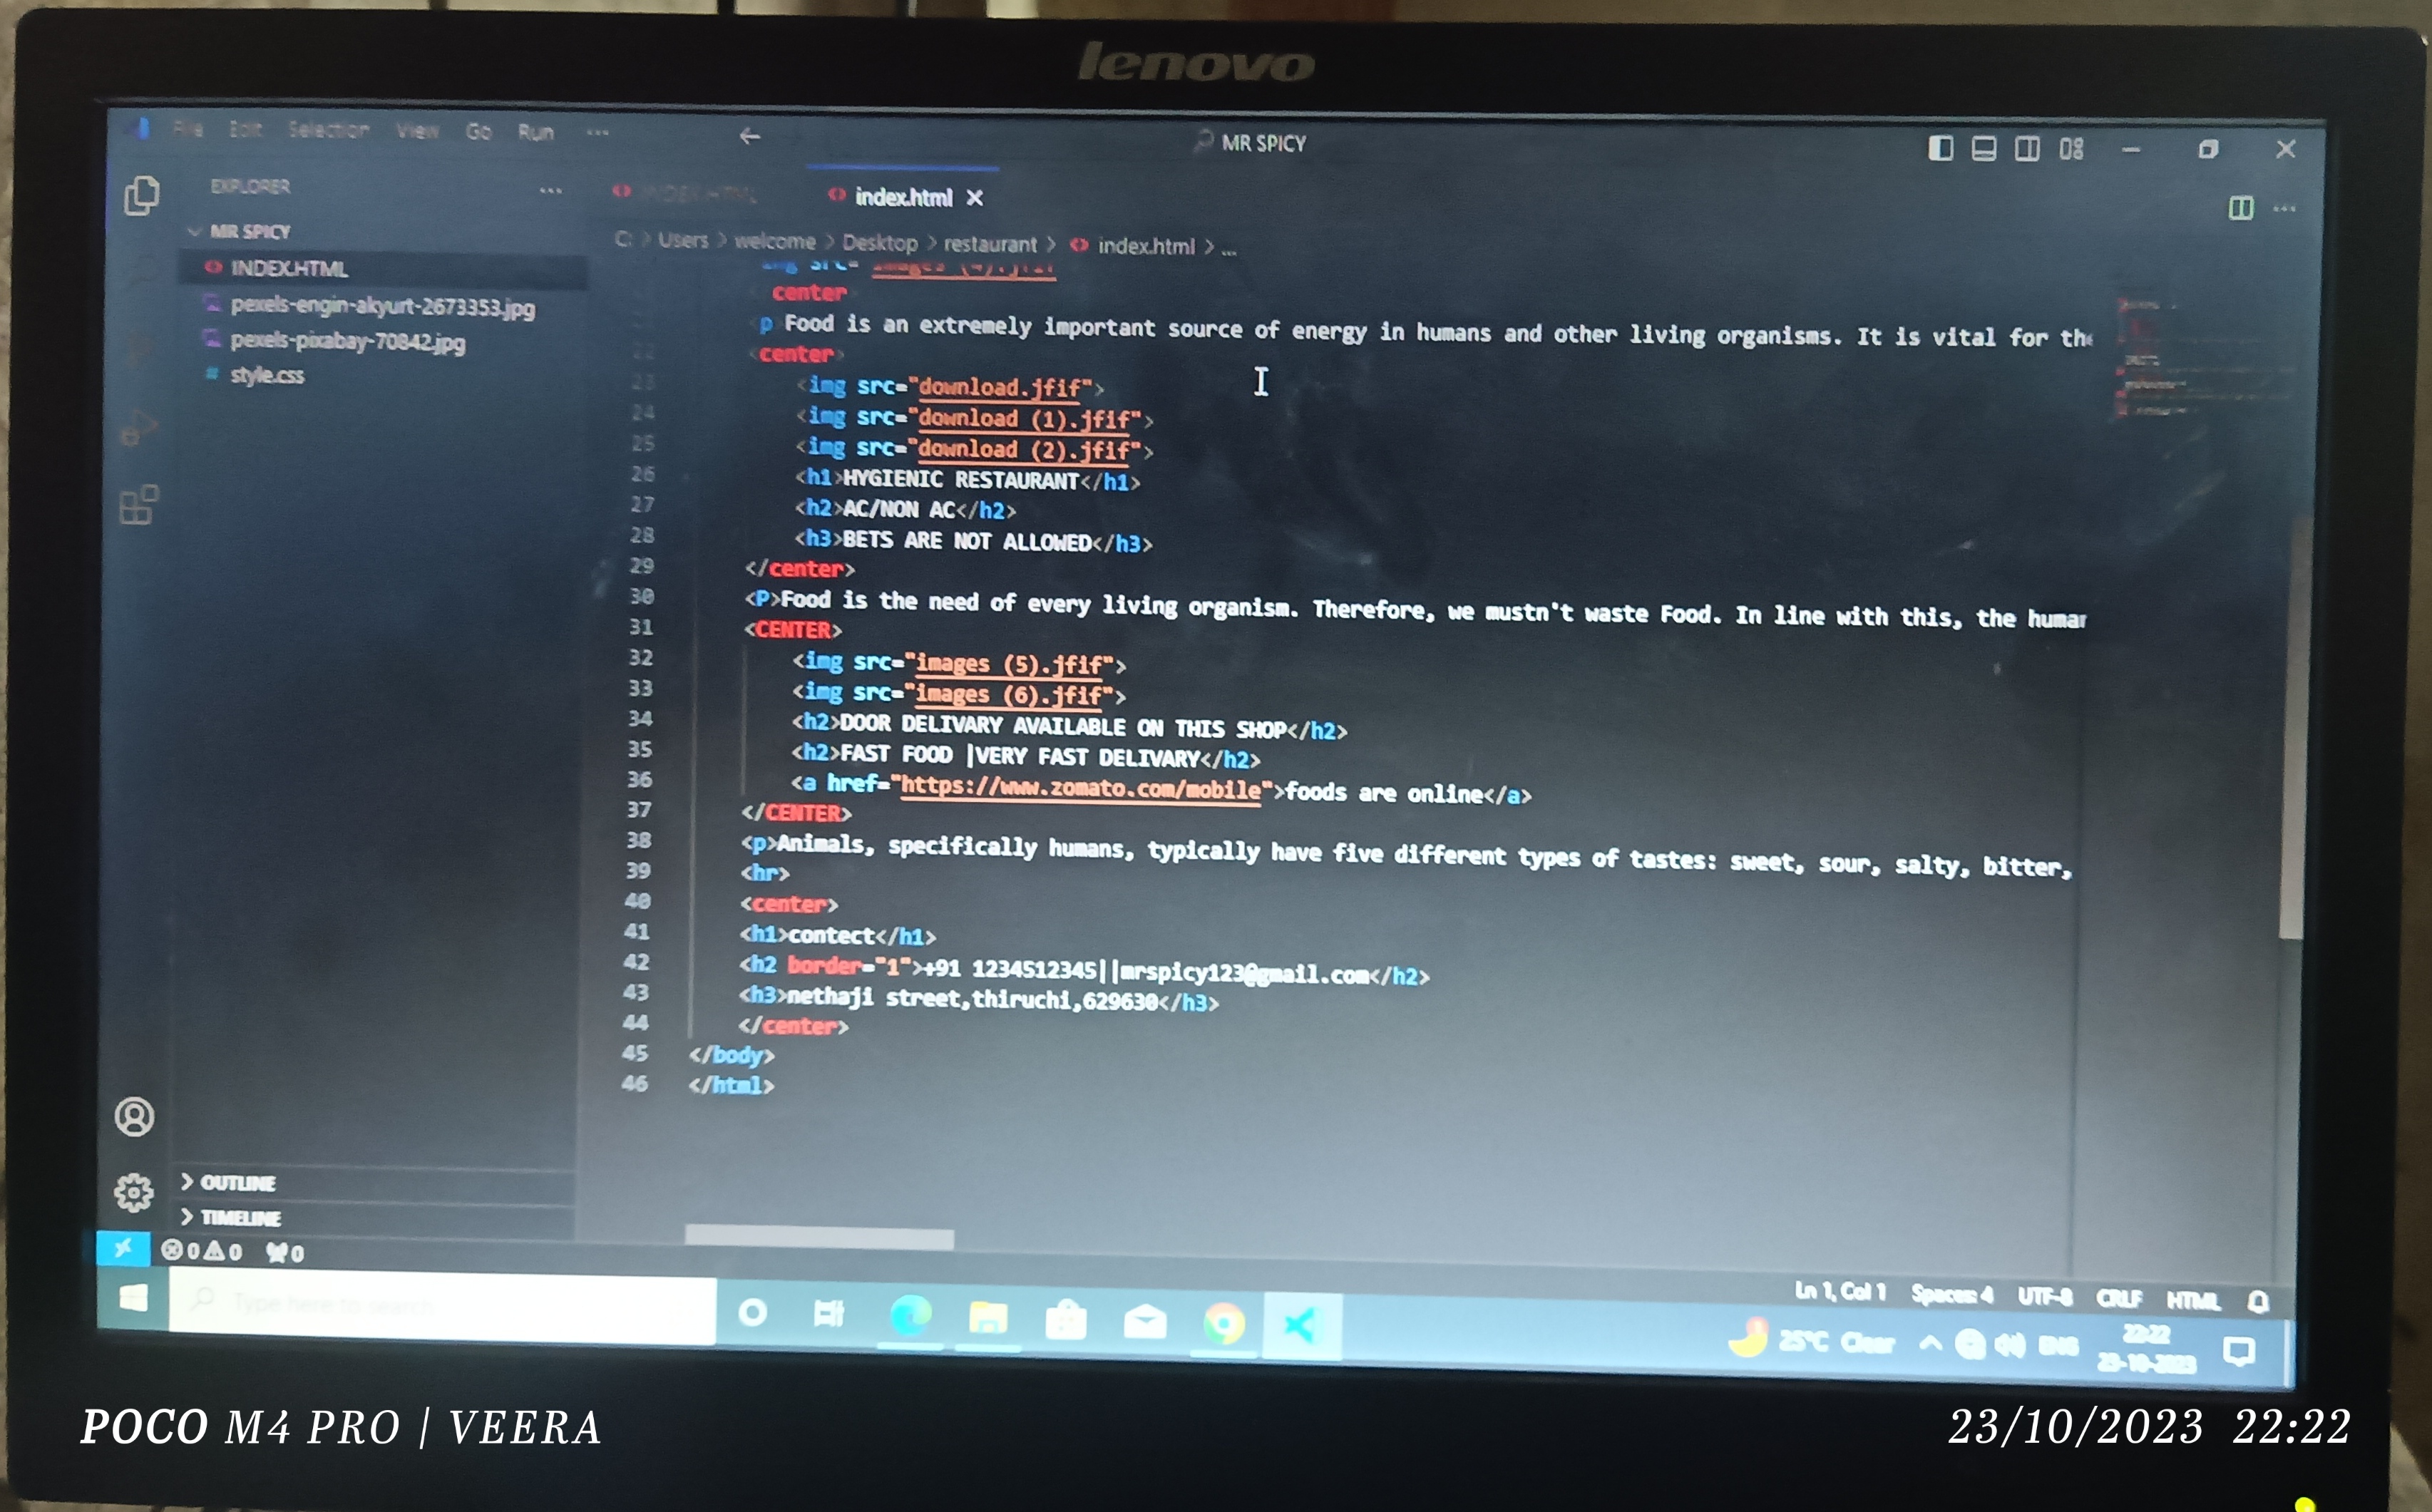 lenovo
File Edit Selection View Go Run ...
MR SPICY
EXPLORER ...
INDEX.HTML
index.html
MR SPICY
INDEX.HTML
pexels-engin-akyurt-2673353.jpg
pexels-pixabay-70842.jpg
# style.css
OUTLINE
TIMELINE
C: > Users > welcome > Desktop > restaurant > index.html > ...
img src= images (4).jfif
center
p Food is an extremely important source of energy in humans and other living organisms. It is vital for the
22 <center>
23 <img src="download.jfif">
24 <img src="download (1).jfif">
25 <img src="download (2).jfif">
26 <h1>HYGIENIC RESTAURANT</h1>
27 <h2>AC/NON AC</h2>
28 <h3>BETS ARE NOT ALLOWED</h3>
29 </center>
30 <P>Food is the need of every living organism. Therefore, we mustn't waste Food. In line with this, the human
31 <CENTER>
32 <img src="images (5).jfif">
33 <img src="images (6).jfif">
34 <h2>DOOR DELIVARY AVAILABLE ON THIS SHOP</h2>
35 <h2>FAST FOOD |VERY FAST DELIVARY</h2>
36 <a href="https://www.zomato.com/mobile">foods are online</a>
37 </CENTER>
38 <p>Animals, specifically humans, typically have five different types of tastes: sweet, sour, salty, bitter,
39 <hr>
40 <center>
41 <h1>contect</h1>
42 <h2 border="1">+91 1234512345||mrspicy123@gmail.com</h2>
43 <h3>nethaji street,thiruchi,629630</h3>
44 </center>
45 </body>
46 </html>
0 0 0
Ln 1, Col 1 Spaces: 4 UTF-8 CRLF HTML
Type here to search
25°C Clear ENG
22:22
23-10-2023
POCO M4 PRO | VEERA
23/10/2023 22:22